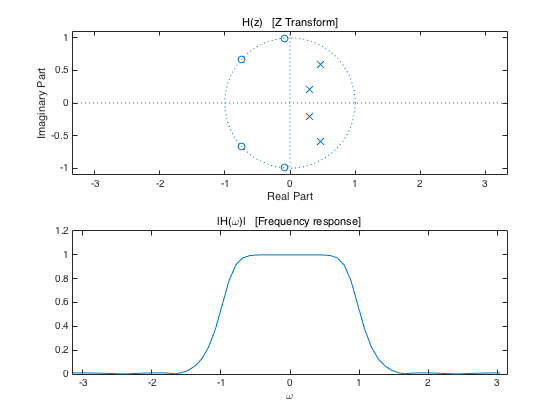 H(z) [Z Transform]
1
0.5
0
-0.5
-1
Imaginary Part
-3 -2 -1 0 1 2 3
Real Part
|H(ω)| [Frequency response]
1.2
1
0.8
0.6
0.4
0.2
0
-3 -2 -1 0 1 2 3
ω